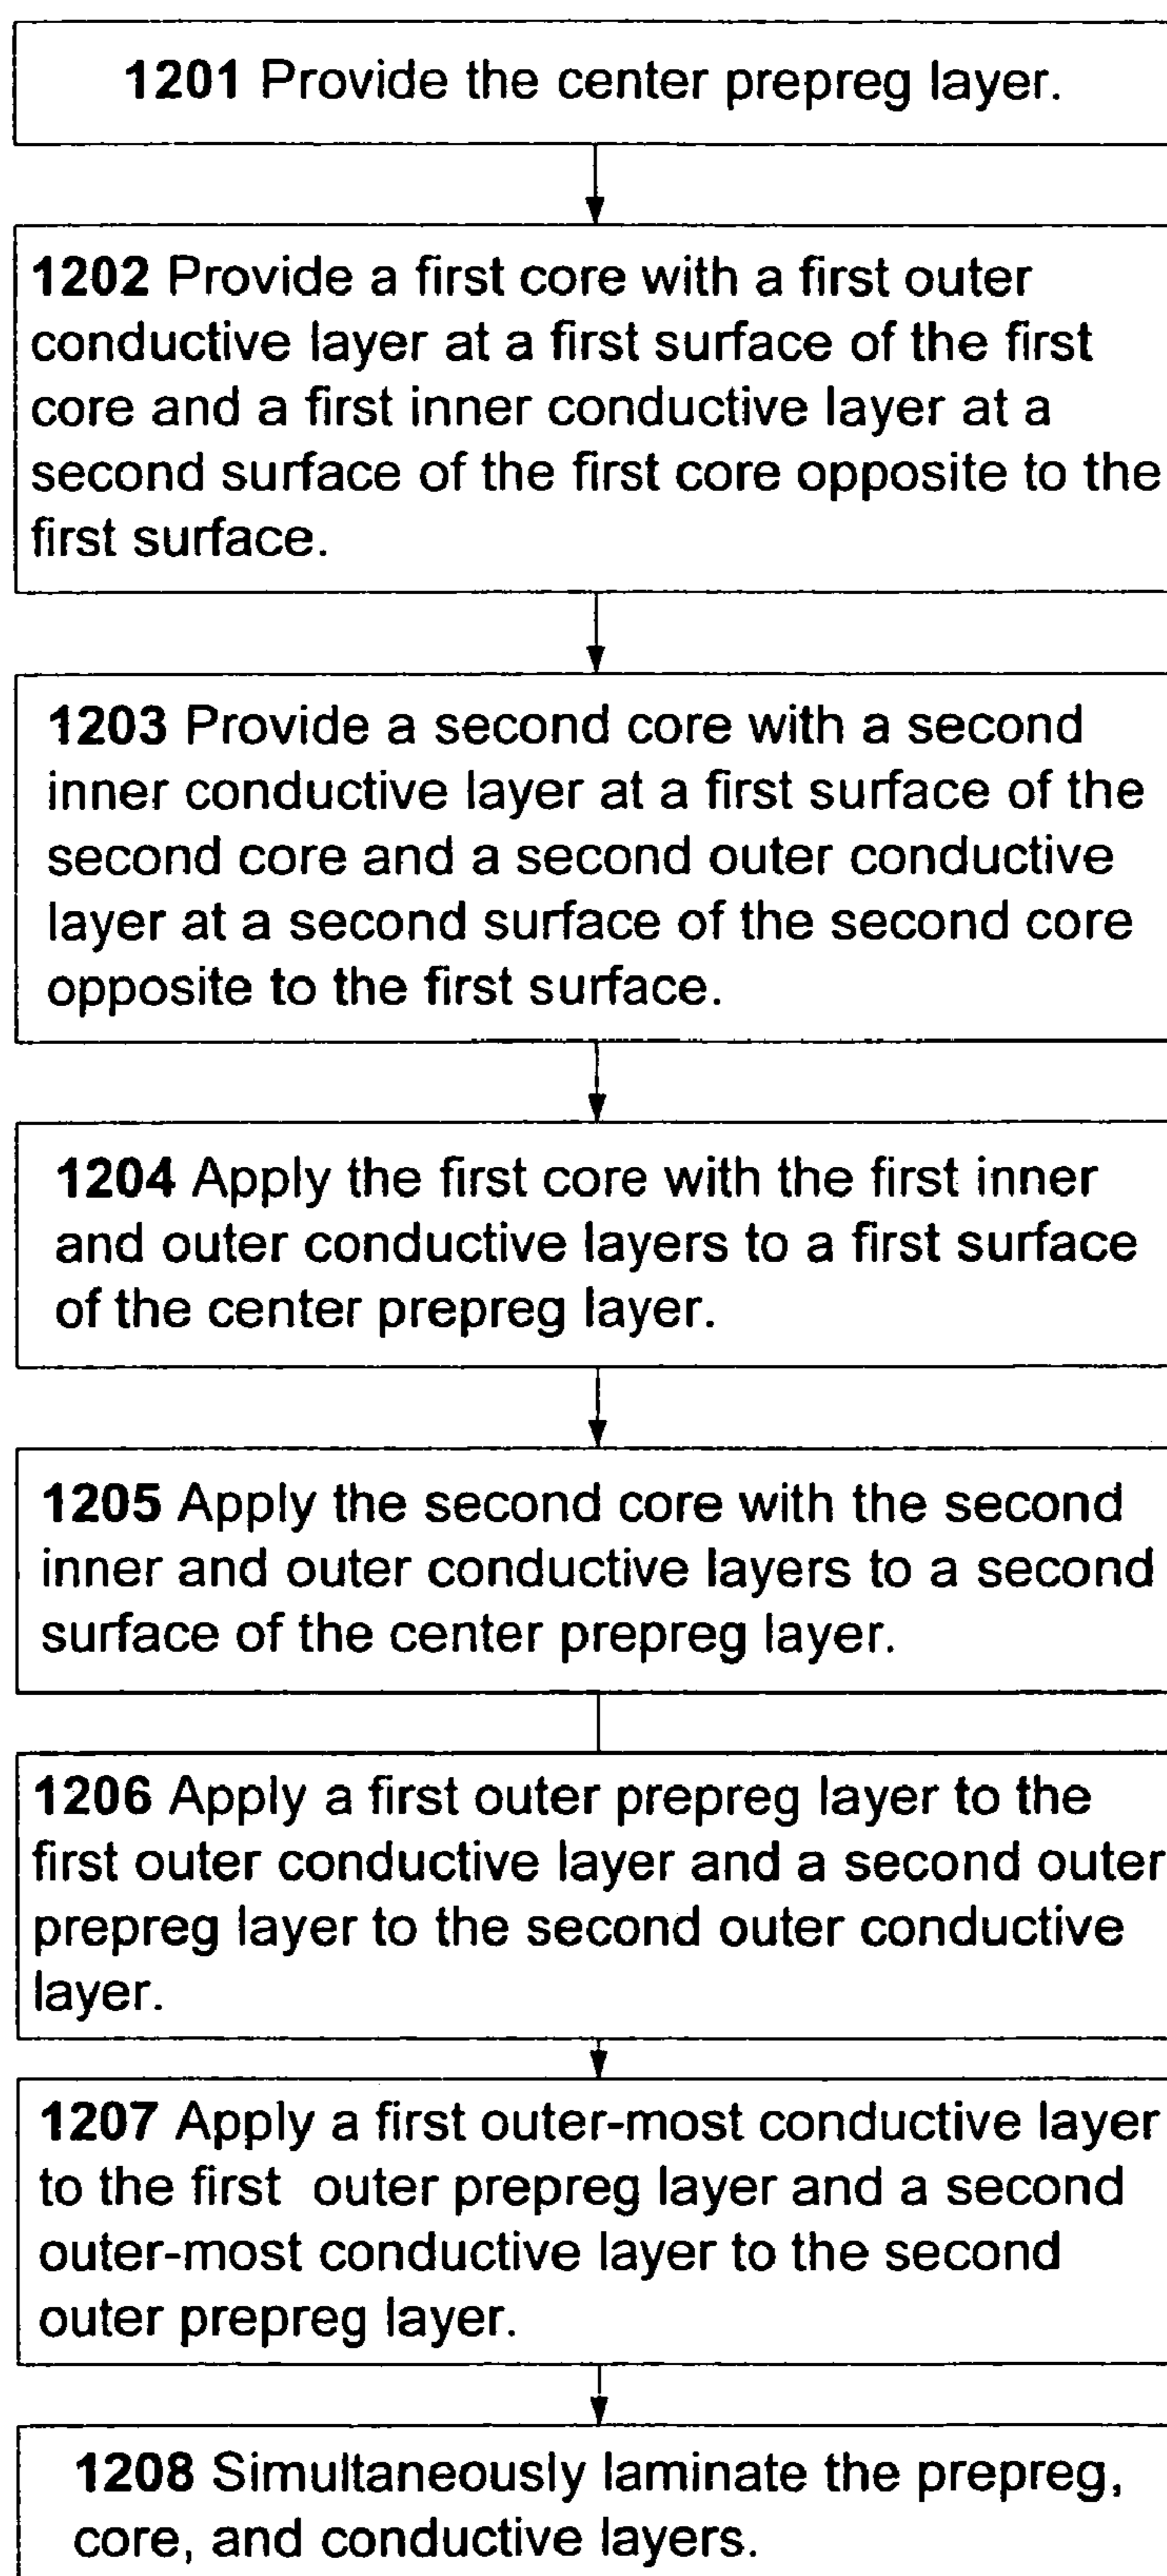 1201 Provide the center prepreg layer.
1202 Provide a first core with a first outer
conductive layer at a first surface of the first
core and a first inner conductive layer at a
second surface of the first core opposite to the
first surface.
1203 Provide a second core with a second
inner conductive layer at a first surface of the
second core and a second outer conductive
layer at a second surface of the second core
opposite to the first surface.
1204 Apply the first core with the first inner
and outer conductive layers to a first surface
of the center prepreg layer.
1205 Apply the second core with the second
inner and outer conductive layers to a second
surface of the center prepreg layer.
1206 Apply a first outer prepreg layer to the
first outer conductive layer and a second outer
prepreg layer to the second outer conductive
layer.
1207 Apply a first outer-most conductive layer
to the first outer prepreg layer and a second
outer-most conductive layer to the second
outer prepreg layer.
1208 Simultaneously laminate the prepreg,
core, and conductive layers.